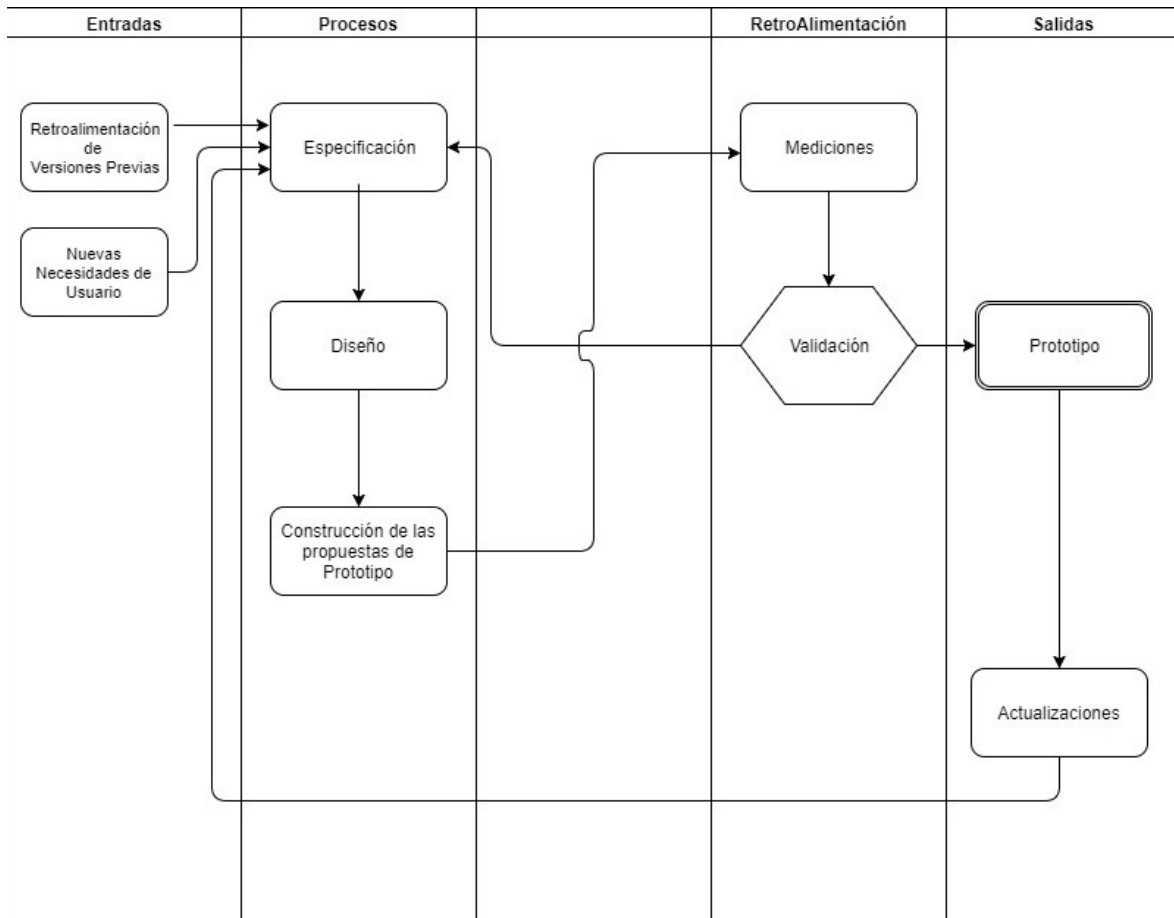 Entradas
Procesos
RetroAlimentación
Salidas
Retroalimentación
de
Versiones Previas
Especificación
Mediciones
Nuevas
Necesidades de
Usuario
Diseño
Validación
Prototipo
Construcción de las
propuestas de
Prototipo
Actualizaciones